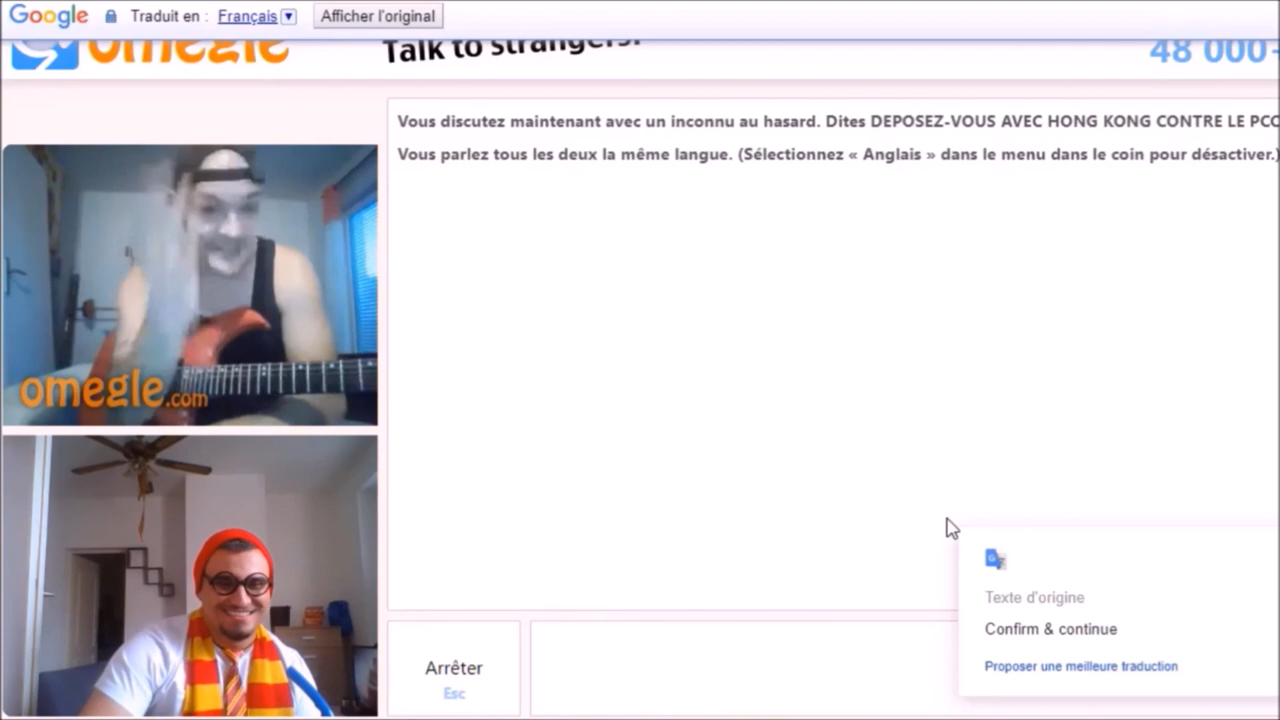 Google Traduit en : Français Afficher l'original
omegle Talk to strangers! 48 000+
Vous discutez maintenant avec un inconnu au hasard. Dites DEPOSEZ-VOUS AVEC HONG KONG CONTRE LE PCC
Vous parlez tous les deux la même langue. (Sélectionnez « Anglais » dans le menu dans le coin pour désactiver.)
omegle.com
Texte d'origine
Confirm & continue
Proposer une meilleure traduction
Arrêter
Esc